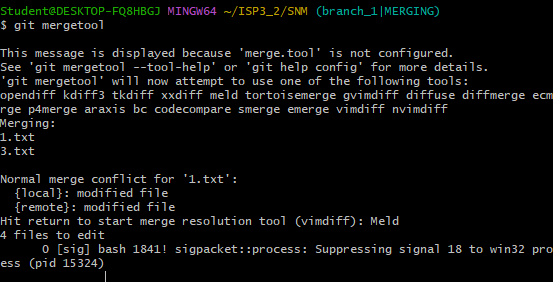 Student@DESKTOP-FQ8HBGJ MINGW64 ~/ISP3_2/SNM (branch_1|MERGING)
$ git mergetool

This message is displayed because 'merge.tool' is not configured.
See 'git mergetool --tool-help' or 'git help config' for more details.
'git mergetool' will now attempt to use one of the following tools:
opendiff kdiff3 tkdiff xxdiff meld tortoisemerge gvimdiff diffuse diffmerge ecme
rge p4merge araxis bc codecompare smerge emerge vimdiff nvimdiff
Merging:
1.txt
3.txt

Normal merge conflict for '1.txt':
  {local}: modified file
  {remote}: modified file
Hit return to start merge resolution tool (vimdiff): Meld
4 files to edit
      0 [sig] bash 1841! sigpacket::process: Suppressing signal 18 to win32 proc
ess (pid 15324)